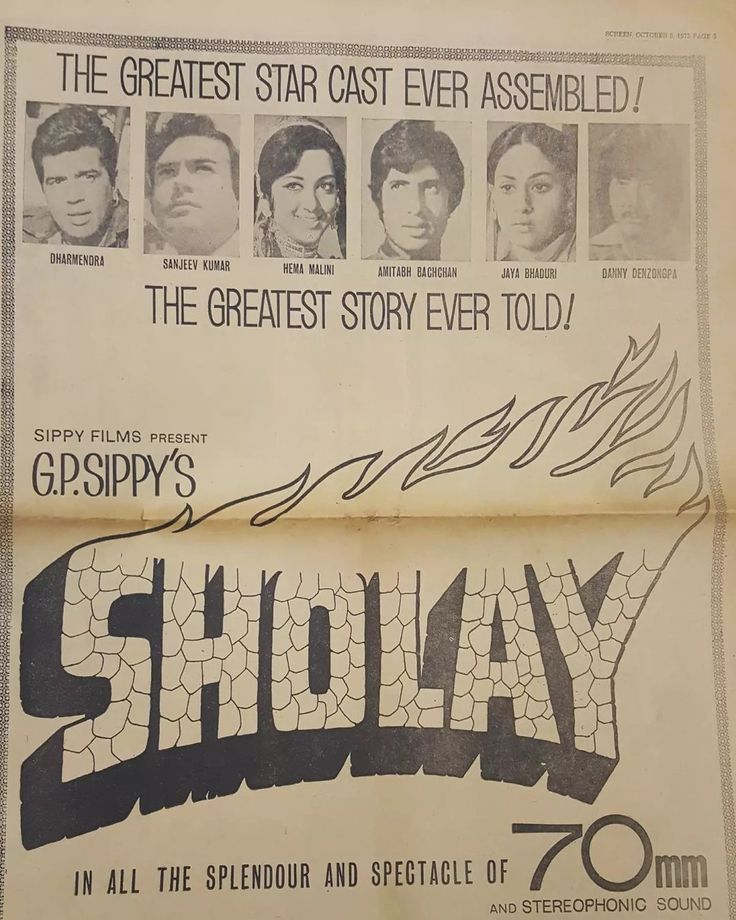 SCREEN, OCTOBER 5, 1973 PAGE 5
THE GREATEST STAR CAST EVER ASSEMBLED!
DHARMENDRA SANJEEV KUMAR HEMA MALINI AMITABH BACHCHAN JAYA BHADURI DANNY DENZONGPA
THE GREATEST STORY EVER TOLD!
SIPPY FILMS PRESENT
G.P. SIPPY'S
SHOLAY
IN ALL THE SPLENDOUR AND SPECTACLE OF 70mm
AND STEREOPHONIC SOUND